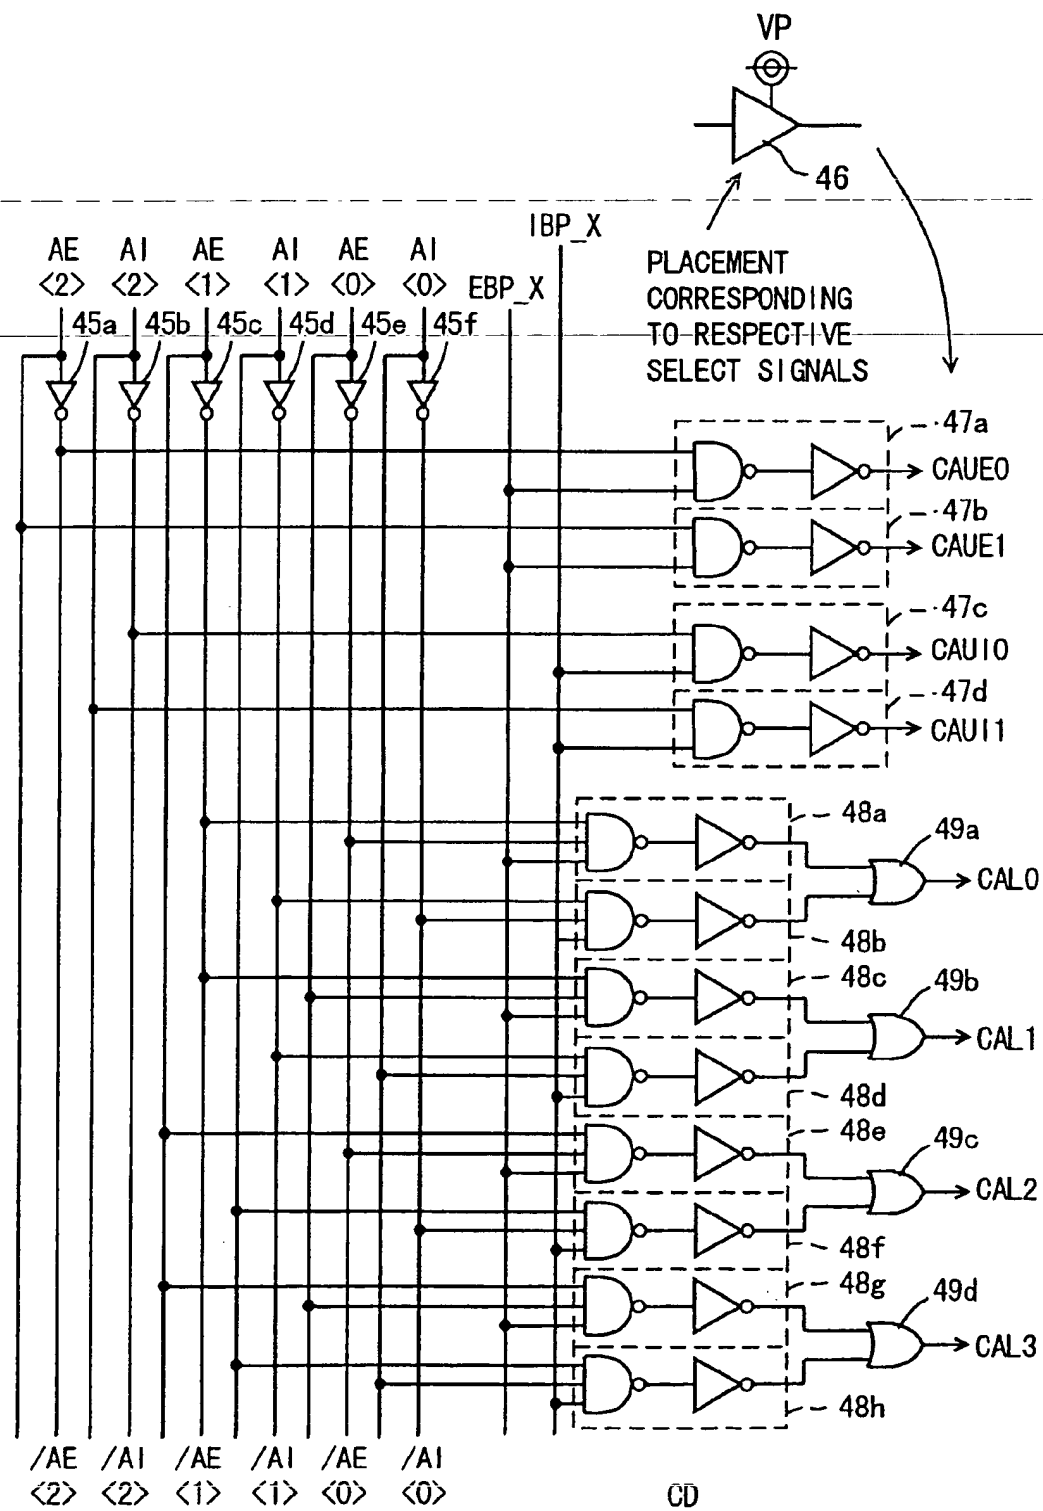 VP
46
IBP_X
AE AI AE AI AE AI
<2> <2> <1> <1> <0> <0>
EBP_X
PLACEMENT
CORRESPONDING
TO RESPECTIVE
SELECT SIGNALS
45a 45b 45c 45d 45e 45f
47a
CAUE0
47b
CAUE1
47c
CAUI0
47d
CAUI1
48a
49a
CAL0
48b
48c
49b
CAL1
48d
48e
49c
CAL2
48f
48g
49d
CAL3
48h
/AE /AI /AE /AI /AE /AI
<2> <2> <1> <1> <0> <0>
CD